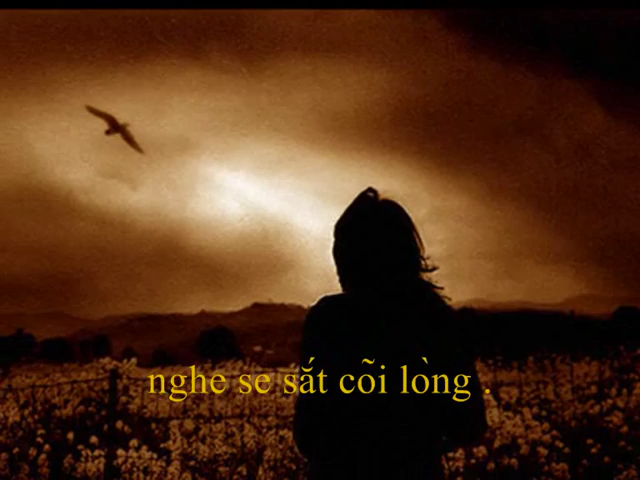 nghe se sắt cõi lòng .